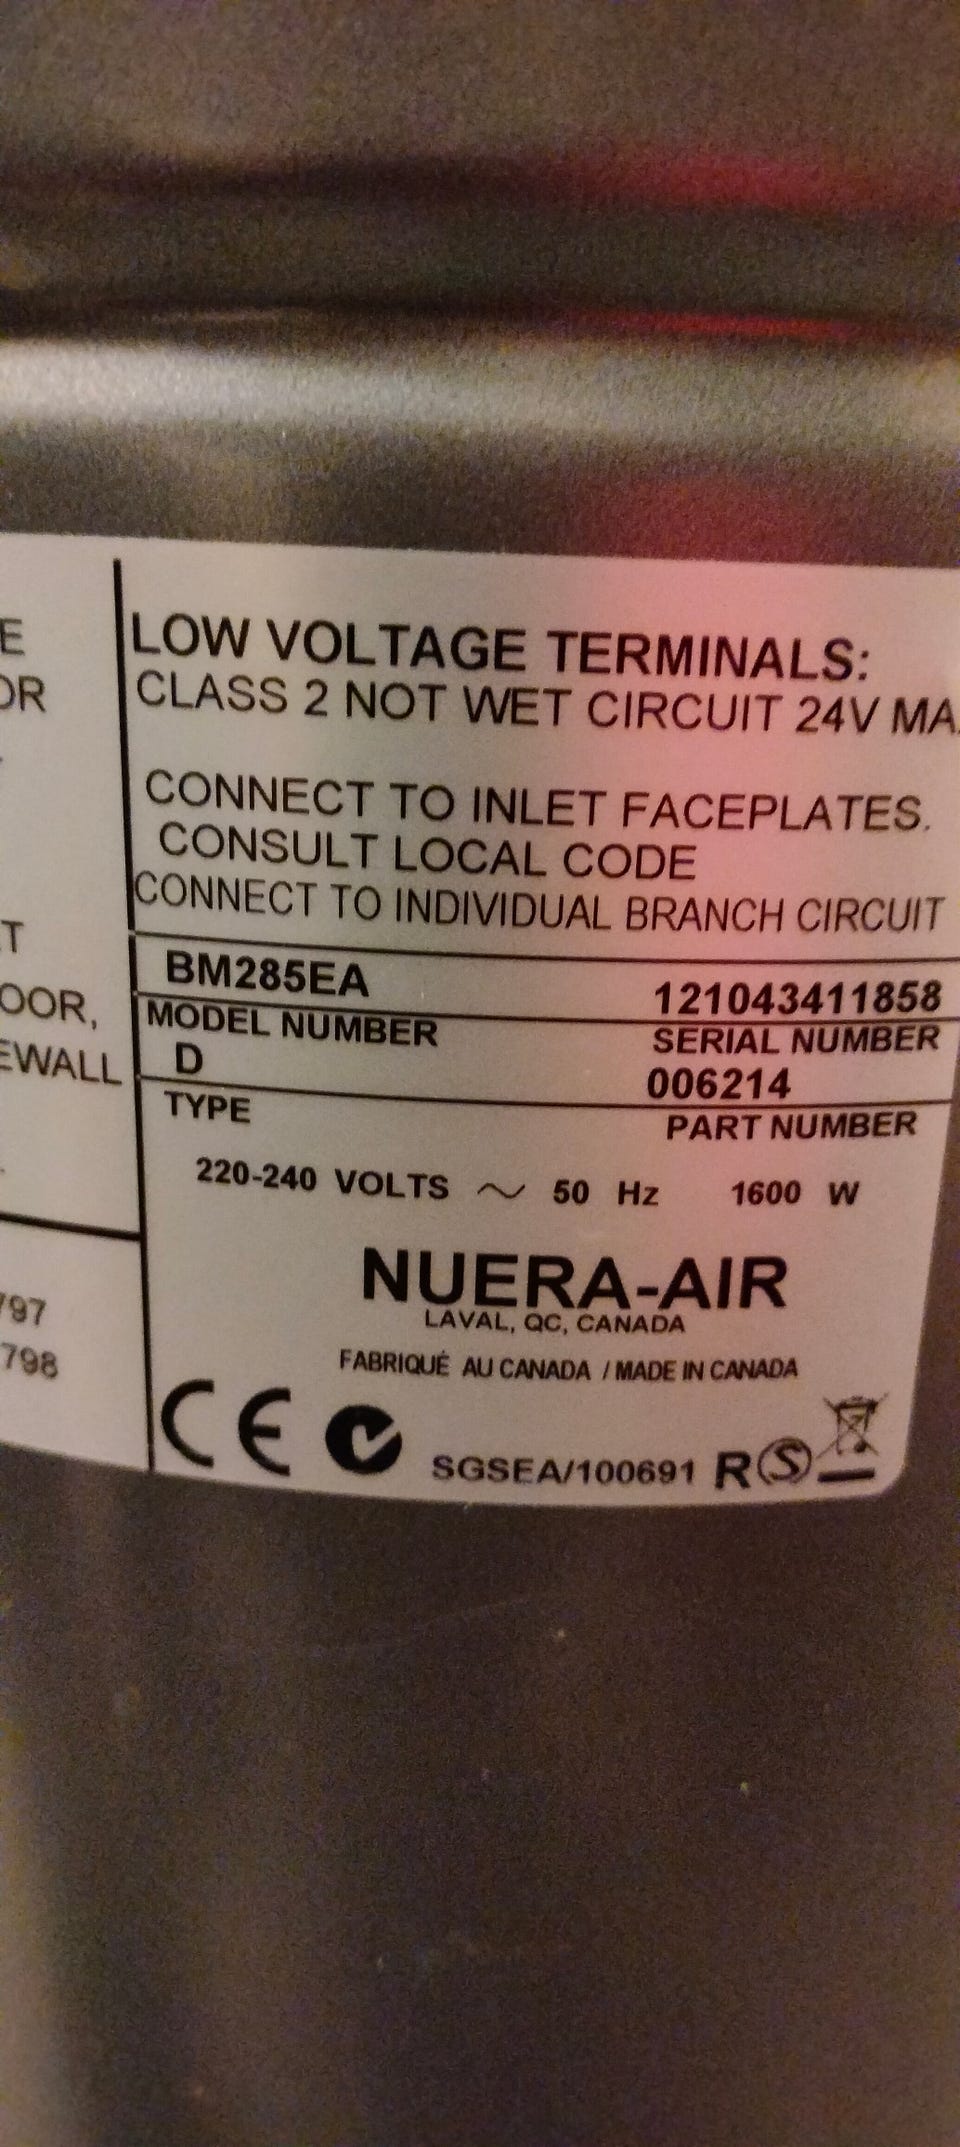 E
OR
LOW VOLTAGE TERMINALS:
CLASS 2 NOT WET CIRCUIT 24V MA
CONNECT TO INLET FACEPLATES.
CONSULT LOCAL CODE
CONNECT TO INDIVIDUAL BRANCH CIRCUIT
T
OOR,
EWALL
BM285EA 121043411858
MODEL NUMBER SERIAL NUMBER
D 006214
TYPE PART NUMBER
220-240 VOLTS ~ 50 Hz 1600 W
797
798
NUERA-AIR
LAVAL, QC, CANADA
FABRIQUÉ AU CANADA / MADE IN CANADA
CE SGSEA/100691 R S